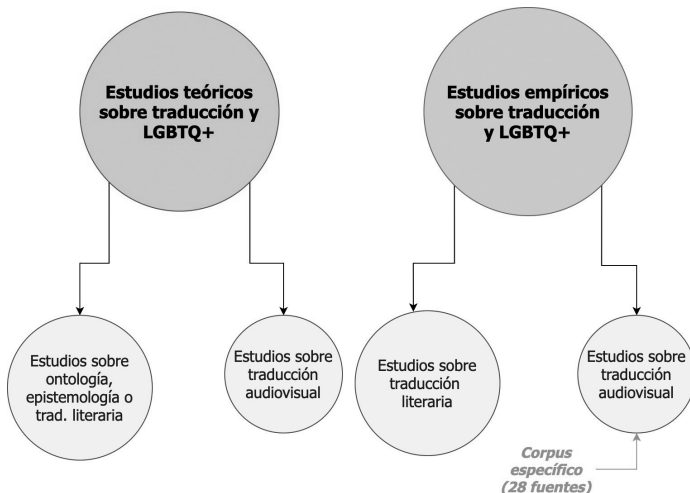 Estudios teóricos
sobre traducción y
LGBTQ+
Estudios empíricos
sobre traducción
y LGBTQ+
Estudios sobre
ontología,
epistemología o
trad. literaria
Estudios sobre
traducción
audiovisual
Estudios sobre
traducción
literaria
Estudios sobre
traducción
audiovisual
Corpus
específico
(28 fuentes)